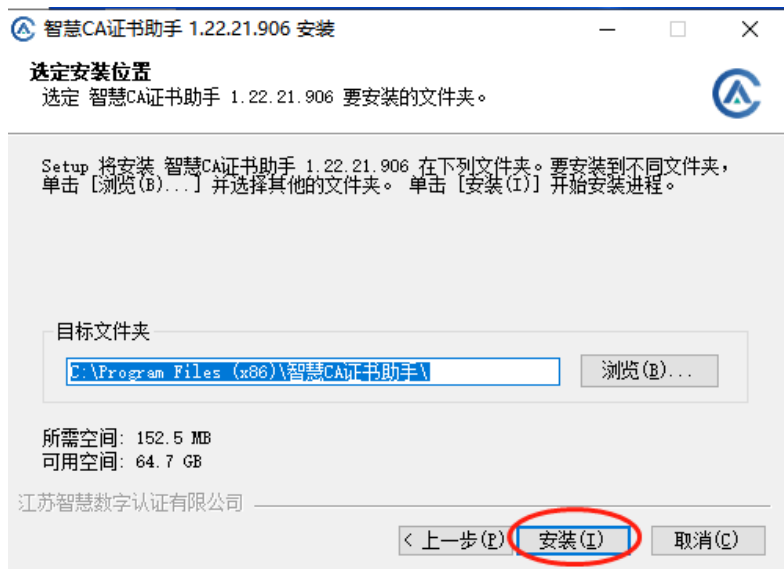 智慧CA证书助手 1.22.21.906 安装
选定安装位置
选定 智慧CA证书助手 1.22.21.906 要安装的文件夹。
Setup 将安装 智慧CA证书助手 1.22.21.906 在下列文件夹。要安装到不同文件夹，
单击 [浏览(B)...] 并选择其他的文件夹。 单击 [安装(I)] 开始安装进程。
目标文件夹
C:\Program Files (x86)\智慧CA证书助手\
浏览(B)...
所需空间: 152.5 MB
可用空间: 64.7 GB
江苏智慧数字认证有限公司
< 上一步(P)
安装(I)
取消(C)